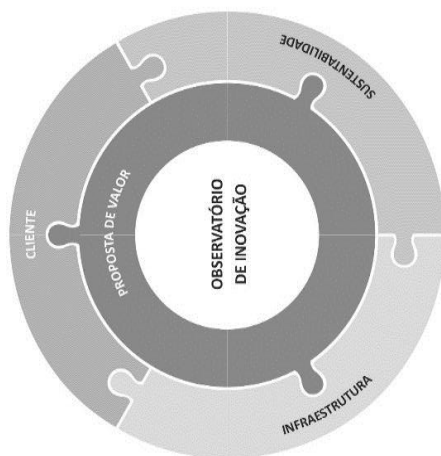 CLIENTE
PROPOSTA DE VALOR
OBSERVATÓRIO
DE INOVAÇÃO
SUSTENTABILIDADE
INFRAESTRUTURA